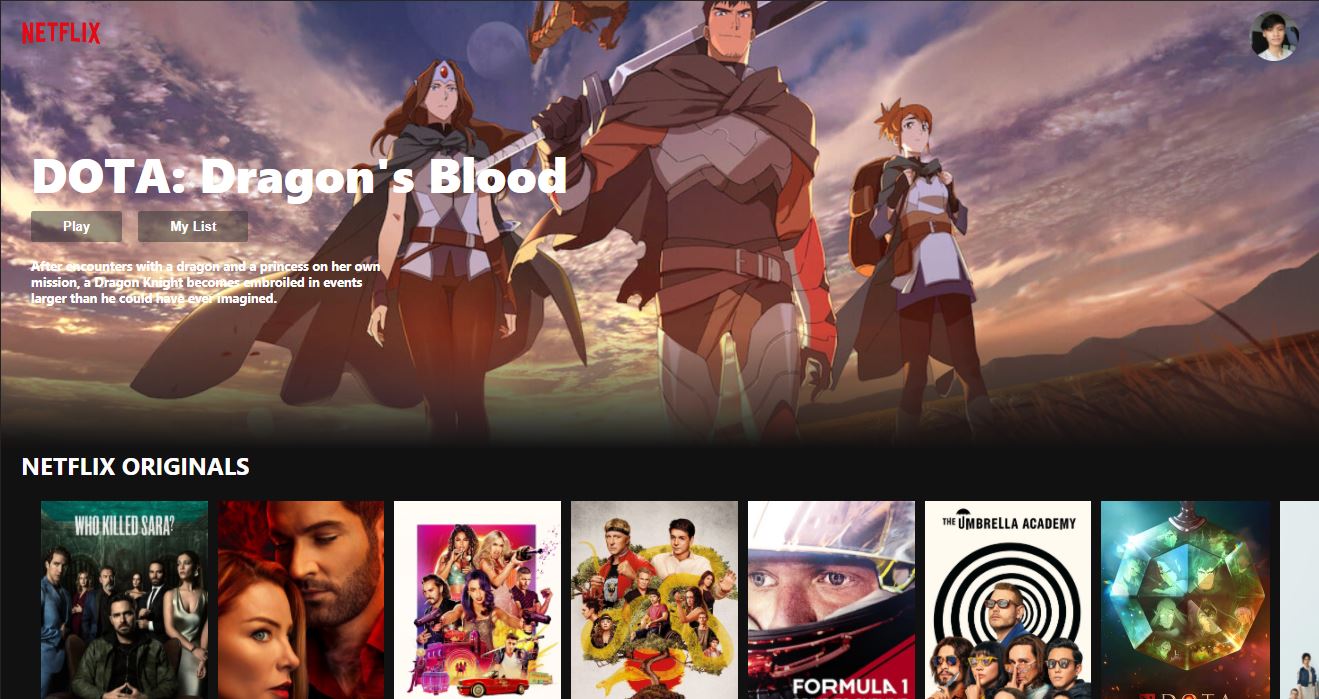 NETFLIX
DOTA: Dragon's Blood
Play
My List
After encounters with a dragon and a princess on her own
mission, a Dragon Knight becomes embroiled in events
larger than he could have ever imagined.
NETFLIX ORIGINALS
WHO KILLED SARA?
FORMULA 1
THE UMBRELLA ACADEMY
DOTA